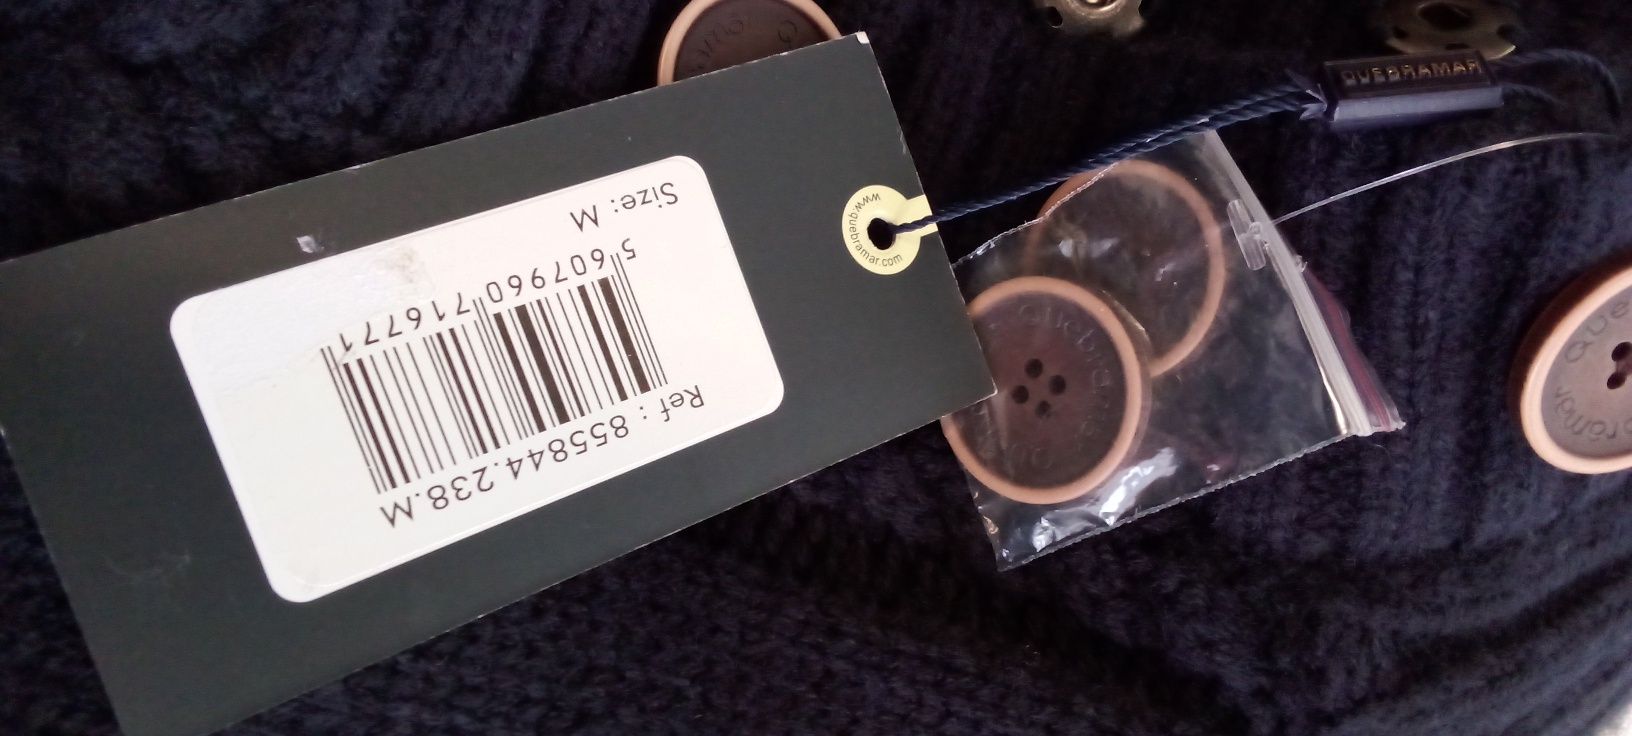 Ref : 855844.238.M
5 607960 716771
Size: M
www.quebramar.com
QUEBRAMAR
Quebramar
Quebramar